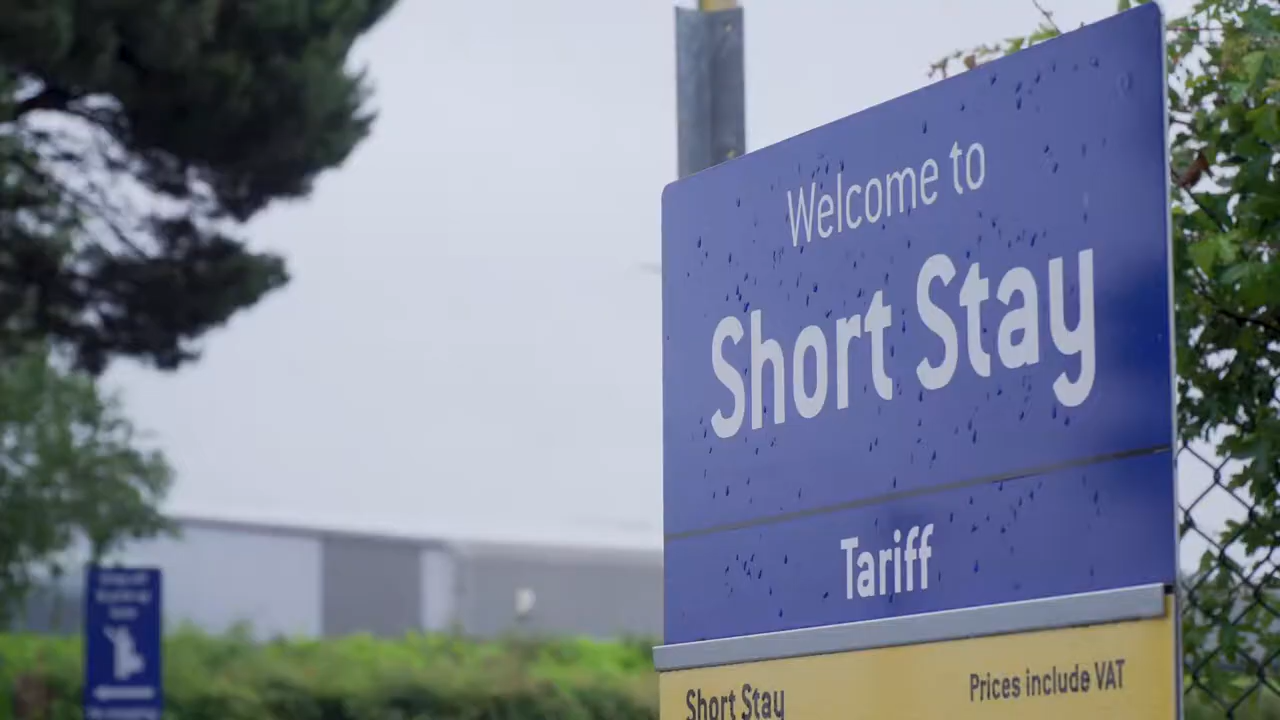 Welcome to
Short Stay
Tariff
Short Stay
Prices include VAT